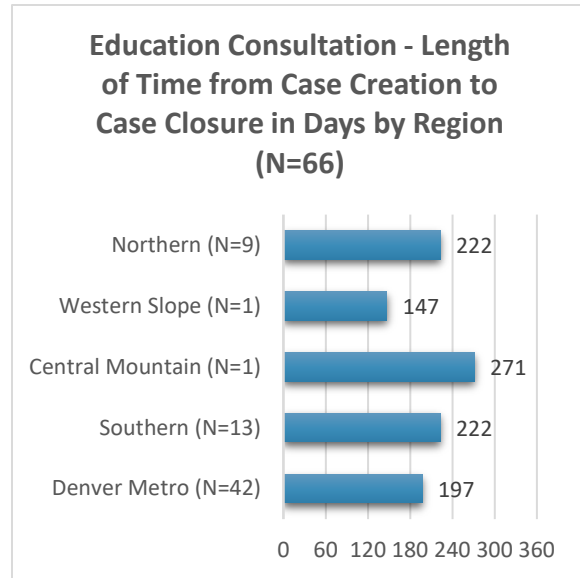 Education Consultation - Length
of Time from Case Creation to
Case Closure in Days by Region
(N=66)
Northern (N=9) 222
Western Slope (N=1) 147
Central Mountain (N=1) 271
Southern (N=13) 222
Denver Metro (N=42) 197
0 60 120 180 240 300 360